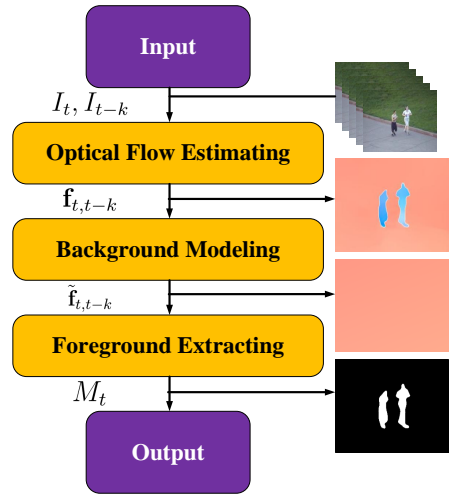 Input
I_t, I_{t−k}
Optical Flow Estimating
f_{t,t−k}
Background Modeling
f̃_{t,t−k}
Foreground Extracting
M_t
Output